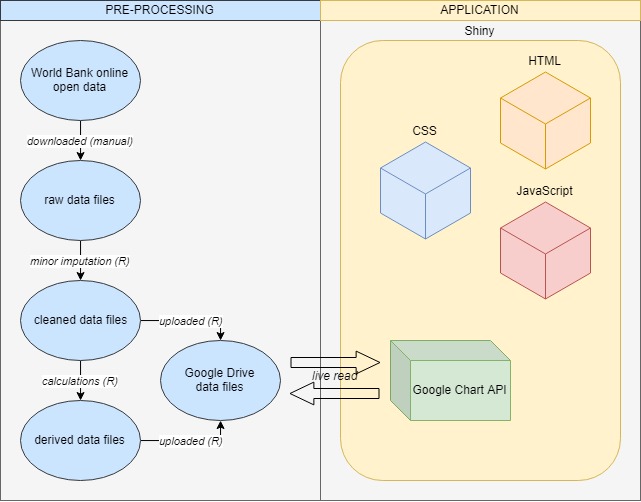 PRE-PROCESSING
APPLICATION
Shiny
World Bank online
open data
downloaded (manual)
raw data files
minor imputation (R)
cleaned data files
uploaded (R)
calculations (R)
derived data files
uploaded (R)
Google Drive
data files
live read
HTML
CSS
JavaScript
Google Chart API